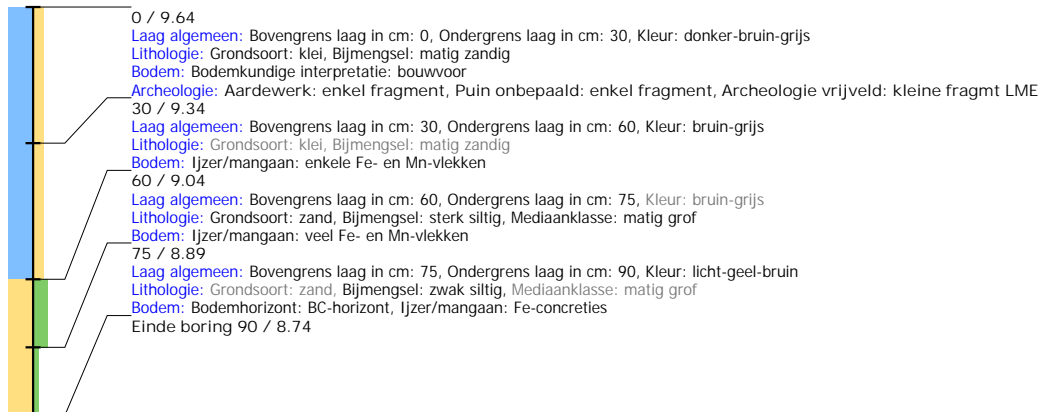 0 / 9.64
Laag algemeen: Bovengrens laag in cm: 0, Ondergrens laag in cm: 30, Kleur: donker-bruin-grijs
Lithologie: Grondsoort: klei, Bijmengsel: matig zandig
Bodem: Bodemkundige interpretatie: bouwvoor
Archeologie: Aardewerk: enkel fragment, Puin onbepaald: enkel fragment, Archeologie vrijveld: kleine fragmt LME
30 / 9.34
Laag algemeen: Bovengrens laag in cm: 30, Ondergrens laag in cm: 60, Kleur: bruin-grijs
Lithologie: Grondsoort: klei, Bijmengsel: matig zandig
Bodem: Ijzer/mangaan: enkele Fe- en Mn-vlekken
60 / 9.04
Laag algemeen: Bovengrens laag in cm: 60, Ondergrens laag in cm: 75, Kleur: bruin-grijs
Lithologie: Grondsoort: zand, Bijmengsel: sterk siltig, Mediaanklasse: matig grof
Bodem: Ijzer/mangaan: veel Fe- en Mn-vlekken
75 / 8.89
Laag algemeen: Bovengrens laag in cm: 75, Ondergrens laag in cm: 90, Kleur: licht-geel-bruin
Lithologie: Grondsoort: zand, Bijmengsel: zwak siltig, Mediaanklasse: matig grof
Bodem: Bodemhorizont: BC-horizont, Ijzer/mangaan: Fe-concreties
Einde boring 90 / 8.74